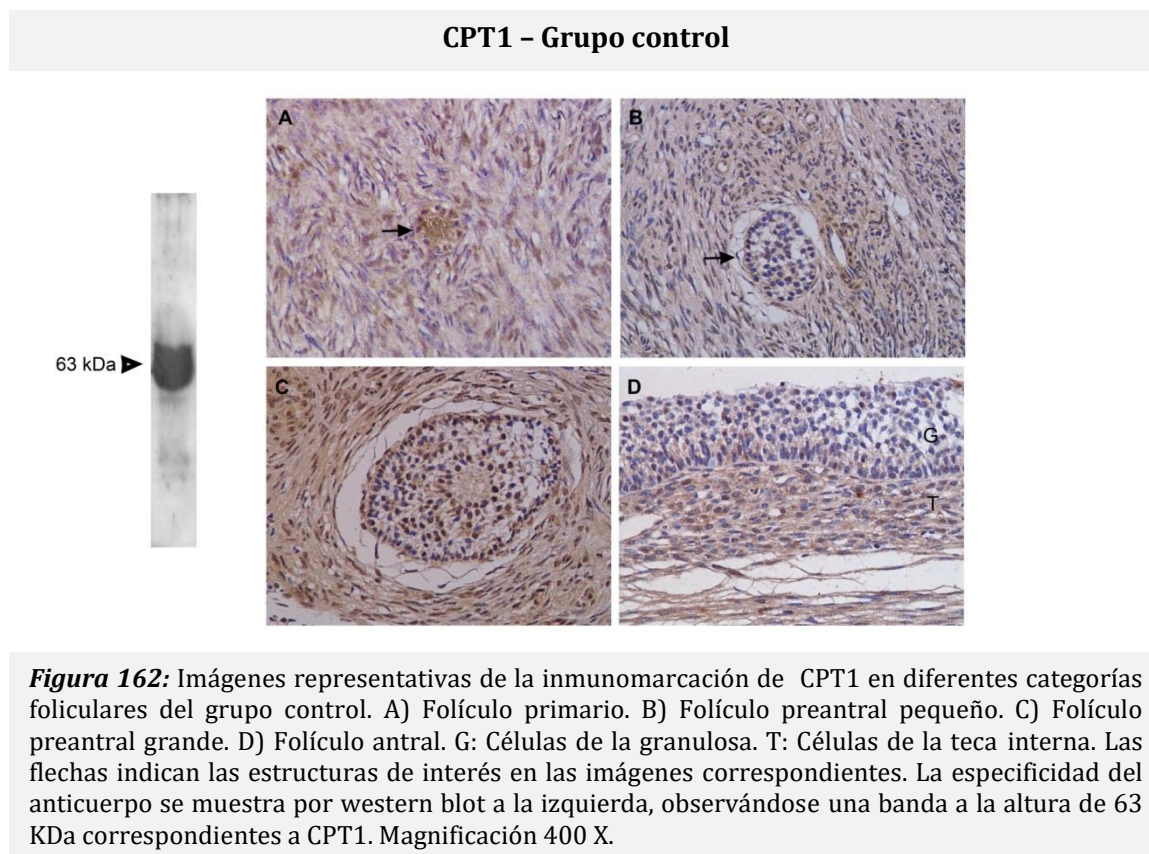 CPT1 – Grupo control
A
B
63 kDa
C
D
G
T
Figura 162: Imágenes representativas de la inmunomarcación de CPT1 en diferentes categorías
foliculares del grupo control. A) Folículo primario. B) Folículo preantral pequeño. C) Folículo
preantral grande. D) Folículo antral. G: Células de la granulosa. T: Células de la teca interna. Las
flechas indican las estructuras de interés en las imágenes correspondientes. La especificidad del
anticuerpo se muestra por western blot a la izquierda, observándose una banda a la altura de 63
KDa correspondientes a CPT1. Magnificación 400 X.